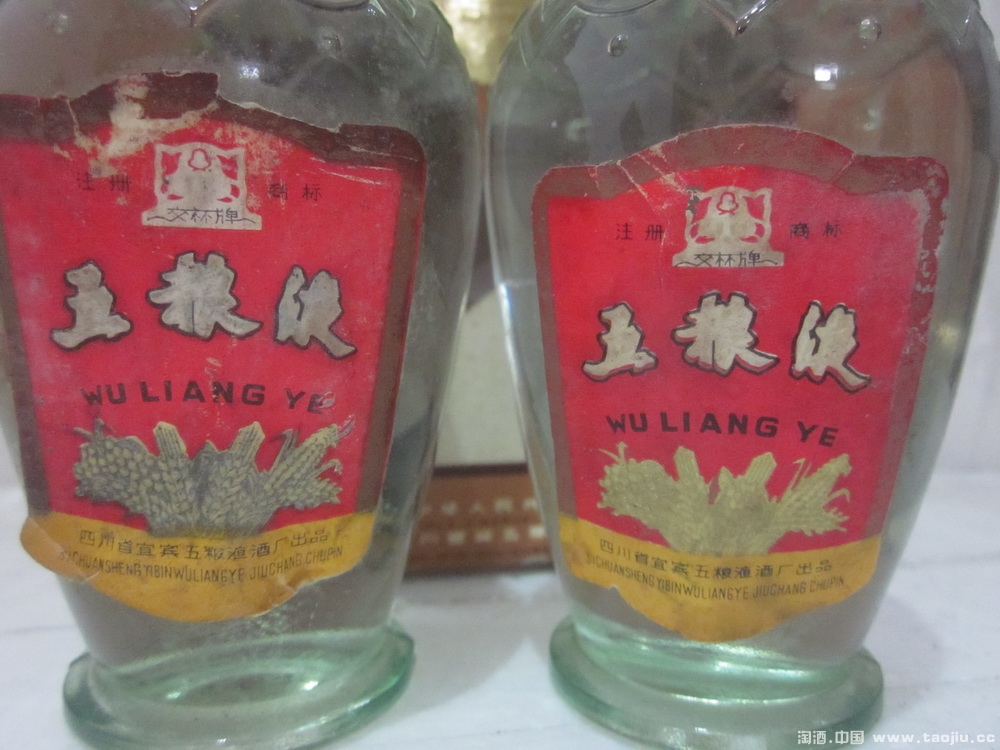 注册 商标
交杯牌
五粮液
WU LIANG YE
四川省宜宾五粮液酒厂出品
SICHUANSHENG YIBINWULIANGYE JIUCHANG CHUPIN
注册 商标
交杯牌
五粮液
WU LIANG YE
四川省宜宾五粮液酒厂出品
SICHUANSHENG YIBINWULIANGYE JIUCHANG CHUPIN
淘酒.中国 www.taojiu.cc